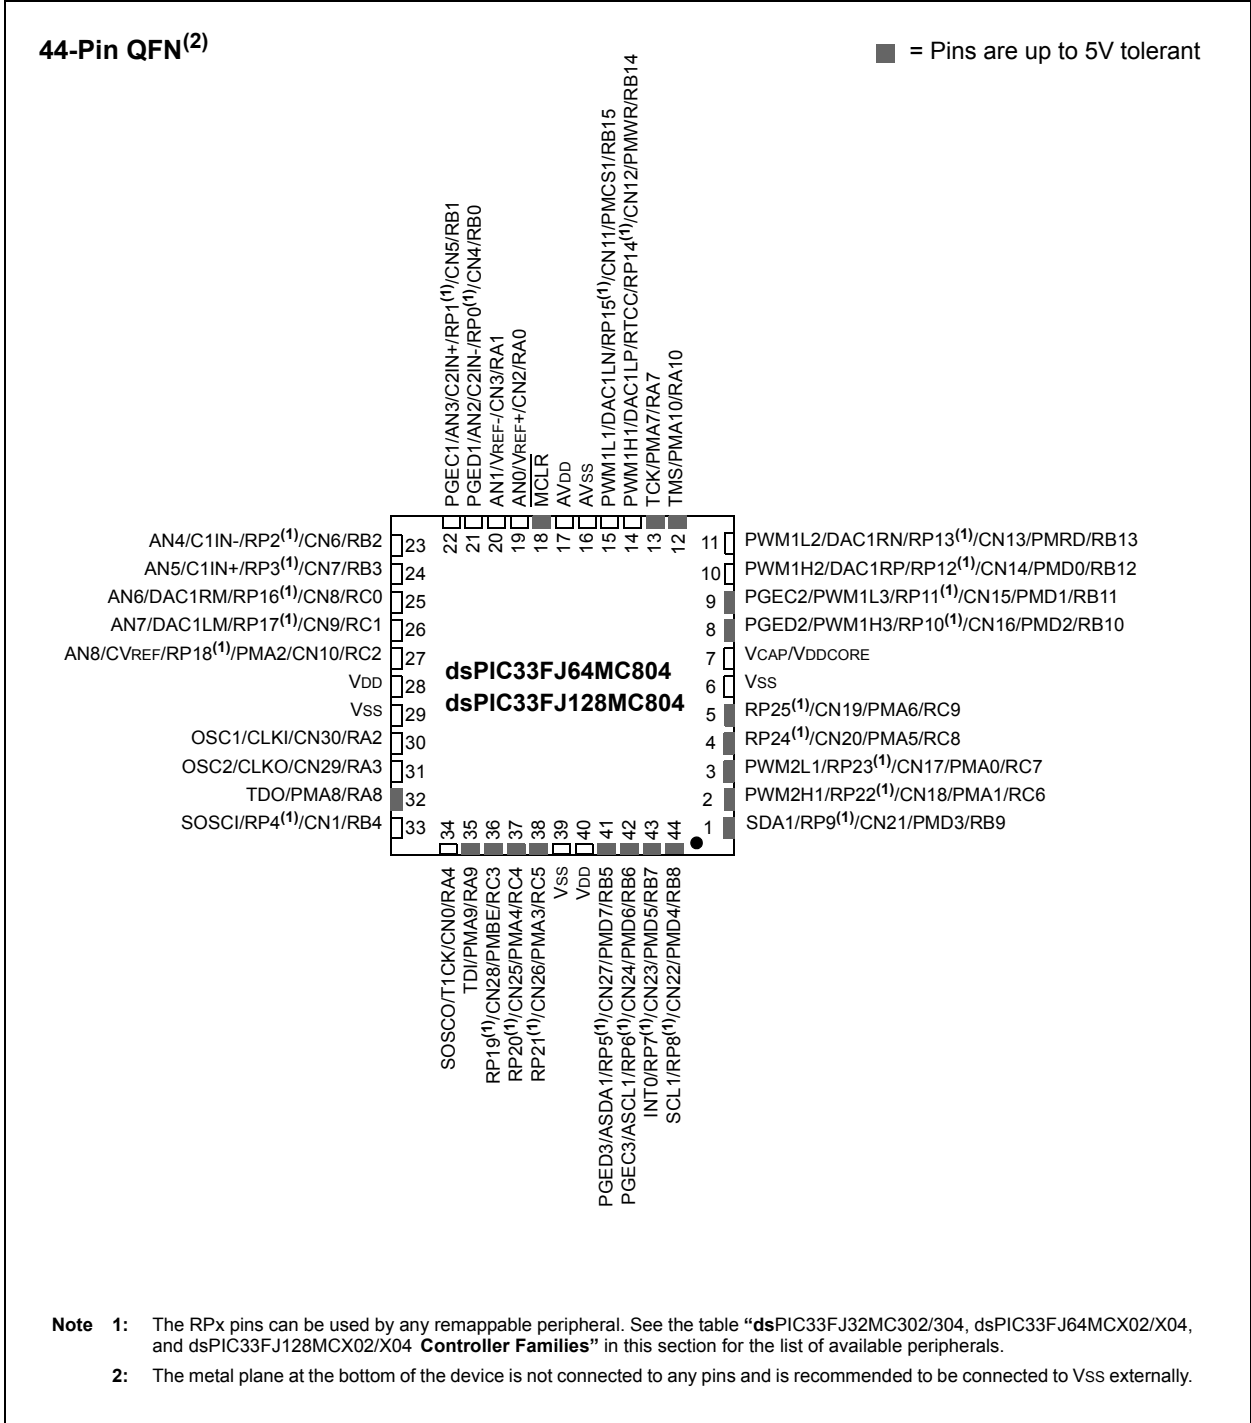 44-Pin QFN(2)
= Pins are up to 5V tolerant
PGEC1/AN3/C2IN+/RP1(1)/CN5/RB1
PGED1/AN2/C2IN-/RP0(1)/CN4/RB0
AN1/VREF-/CN3/RA1
AN0/VREF+/CN2/RA0
MCLR
AVDD
AVSS
PWM1L1/DAC1LN/RP15(1)/CN11/PMCS1/RB15
PWM1H1/DAC1LP/RTCC/RP14(1)/CN12/PMWR/RB14
TCK/PMA7/RA7
TMS/PMA10/RA10
22 21 20 19 18 17 16 15 14 13 12
AN4/C1IN-/RP2(1)/CN6/RB2 23
AN5/C1IN+/RP3(1)/CN7/RB3 24
AN6/DAC1RM/RP16(1)/CN8/RC0 25
AN7/DAC1LM/RP17(1)/CN9/RC1 26
AN8/CVREF/RP18(1)/PMA2/CN10/RC2 27
VDD 28
VSS 29
OSC1/CLKI/CN30/RA2 30
OSC2/CLKO/CN29/RA3 31
TDO/PMA8/RA8 32
SOSCI/RP4(1)/CN1/RB4 33
dsPIC33FJ64MC804
dsPIC33FJ128MC804
11 PWM1L2/DAC1RN/RP13(1)/CN13/PMRD/RB13
10 PWM1H2/DAC1RP/RP12(1)/CN14/PMD0/RB12
9 PGEC2/PWM1L3/RP11(1)/CN15/PMD1/RB11
8 PGED2/PWM1H3/RP10(1)/CN16/PMD2/RB10
7 VCAP/VDDCORE
6 VSS
5 RP25(1)/CN19/PMA6/RC9
4 RP24(1)/CN20/PMA5/RC8
3 PWM2L1/RP23(1)/CN17/PMA0/RC7
2 PWM2H1/RP22(1)/CN18/PMA1/RC6
1 SDA1/RP9(1)/CN21/PMD3/RB9
34 35 36 37 38 39 40 41 42 43 44
SOSCO/T1CK/CN0/RA4
TDI/PMA9/RA9
RP19(1)/CN28/PMBE/RC3
RP20(1)/CN25/PMA4/RC4
RP21(1)/CN26/PMA3/RC5
VSS
VDD
PGED3/ASDA1/RP5(1)/CN27/PMD7/RB5
PGEC3/ASCL1/RP6(1)/CN24/PMD6/RB6
INT0/RP7(1)/CN23/PMD5/RB7
SCL1/RP8(1)/CN22/PMD4/RB8
Note 1: The RPx pins can be used by any remappable peripheral. See the table “dsPIC33FJ32MC302/304, dsPIC33FJ64MCX02/X04,
and dsPIC33FJ128MCX02/X04 Controller Families” in this section for the list of available peripherals.
2: The metal plane at the bottom of the device is not connected to any pins and is recommended to be connected to VSS externally.